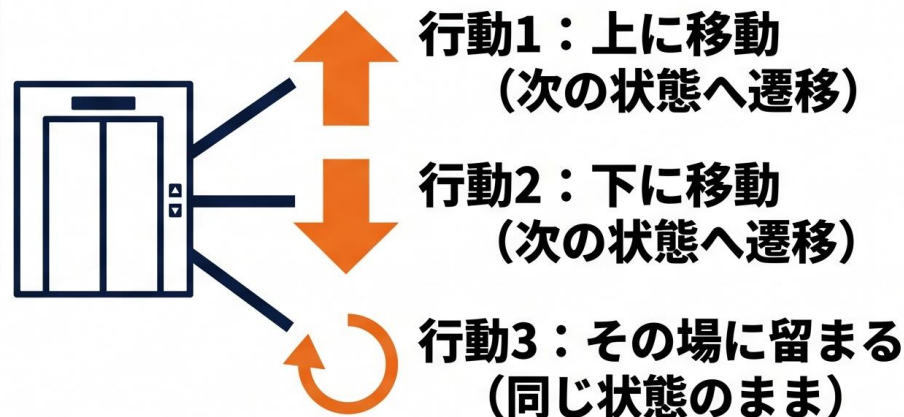 行動1：上に移動
（次の状態へ遷移）
行動2：下に移動
（次の状態へ遷移）
行動3：その場に留まる
（同じ状態のまま）